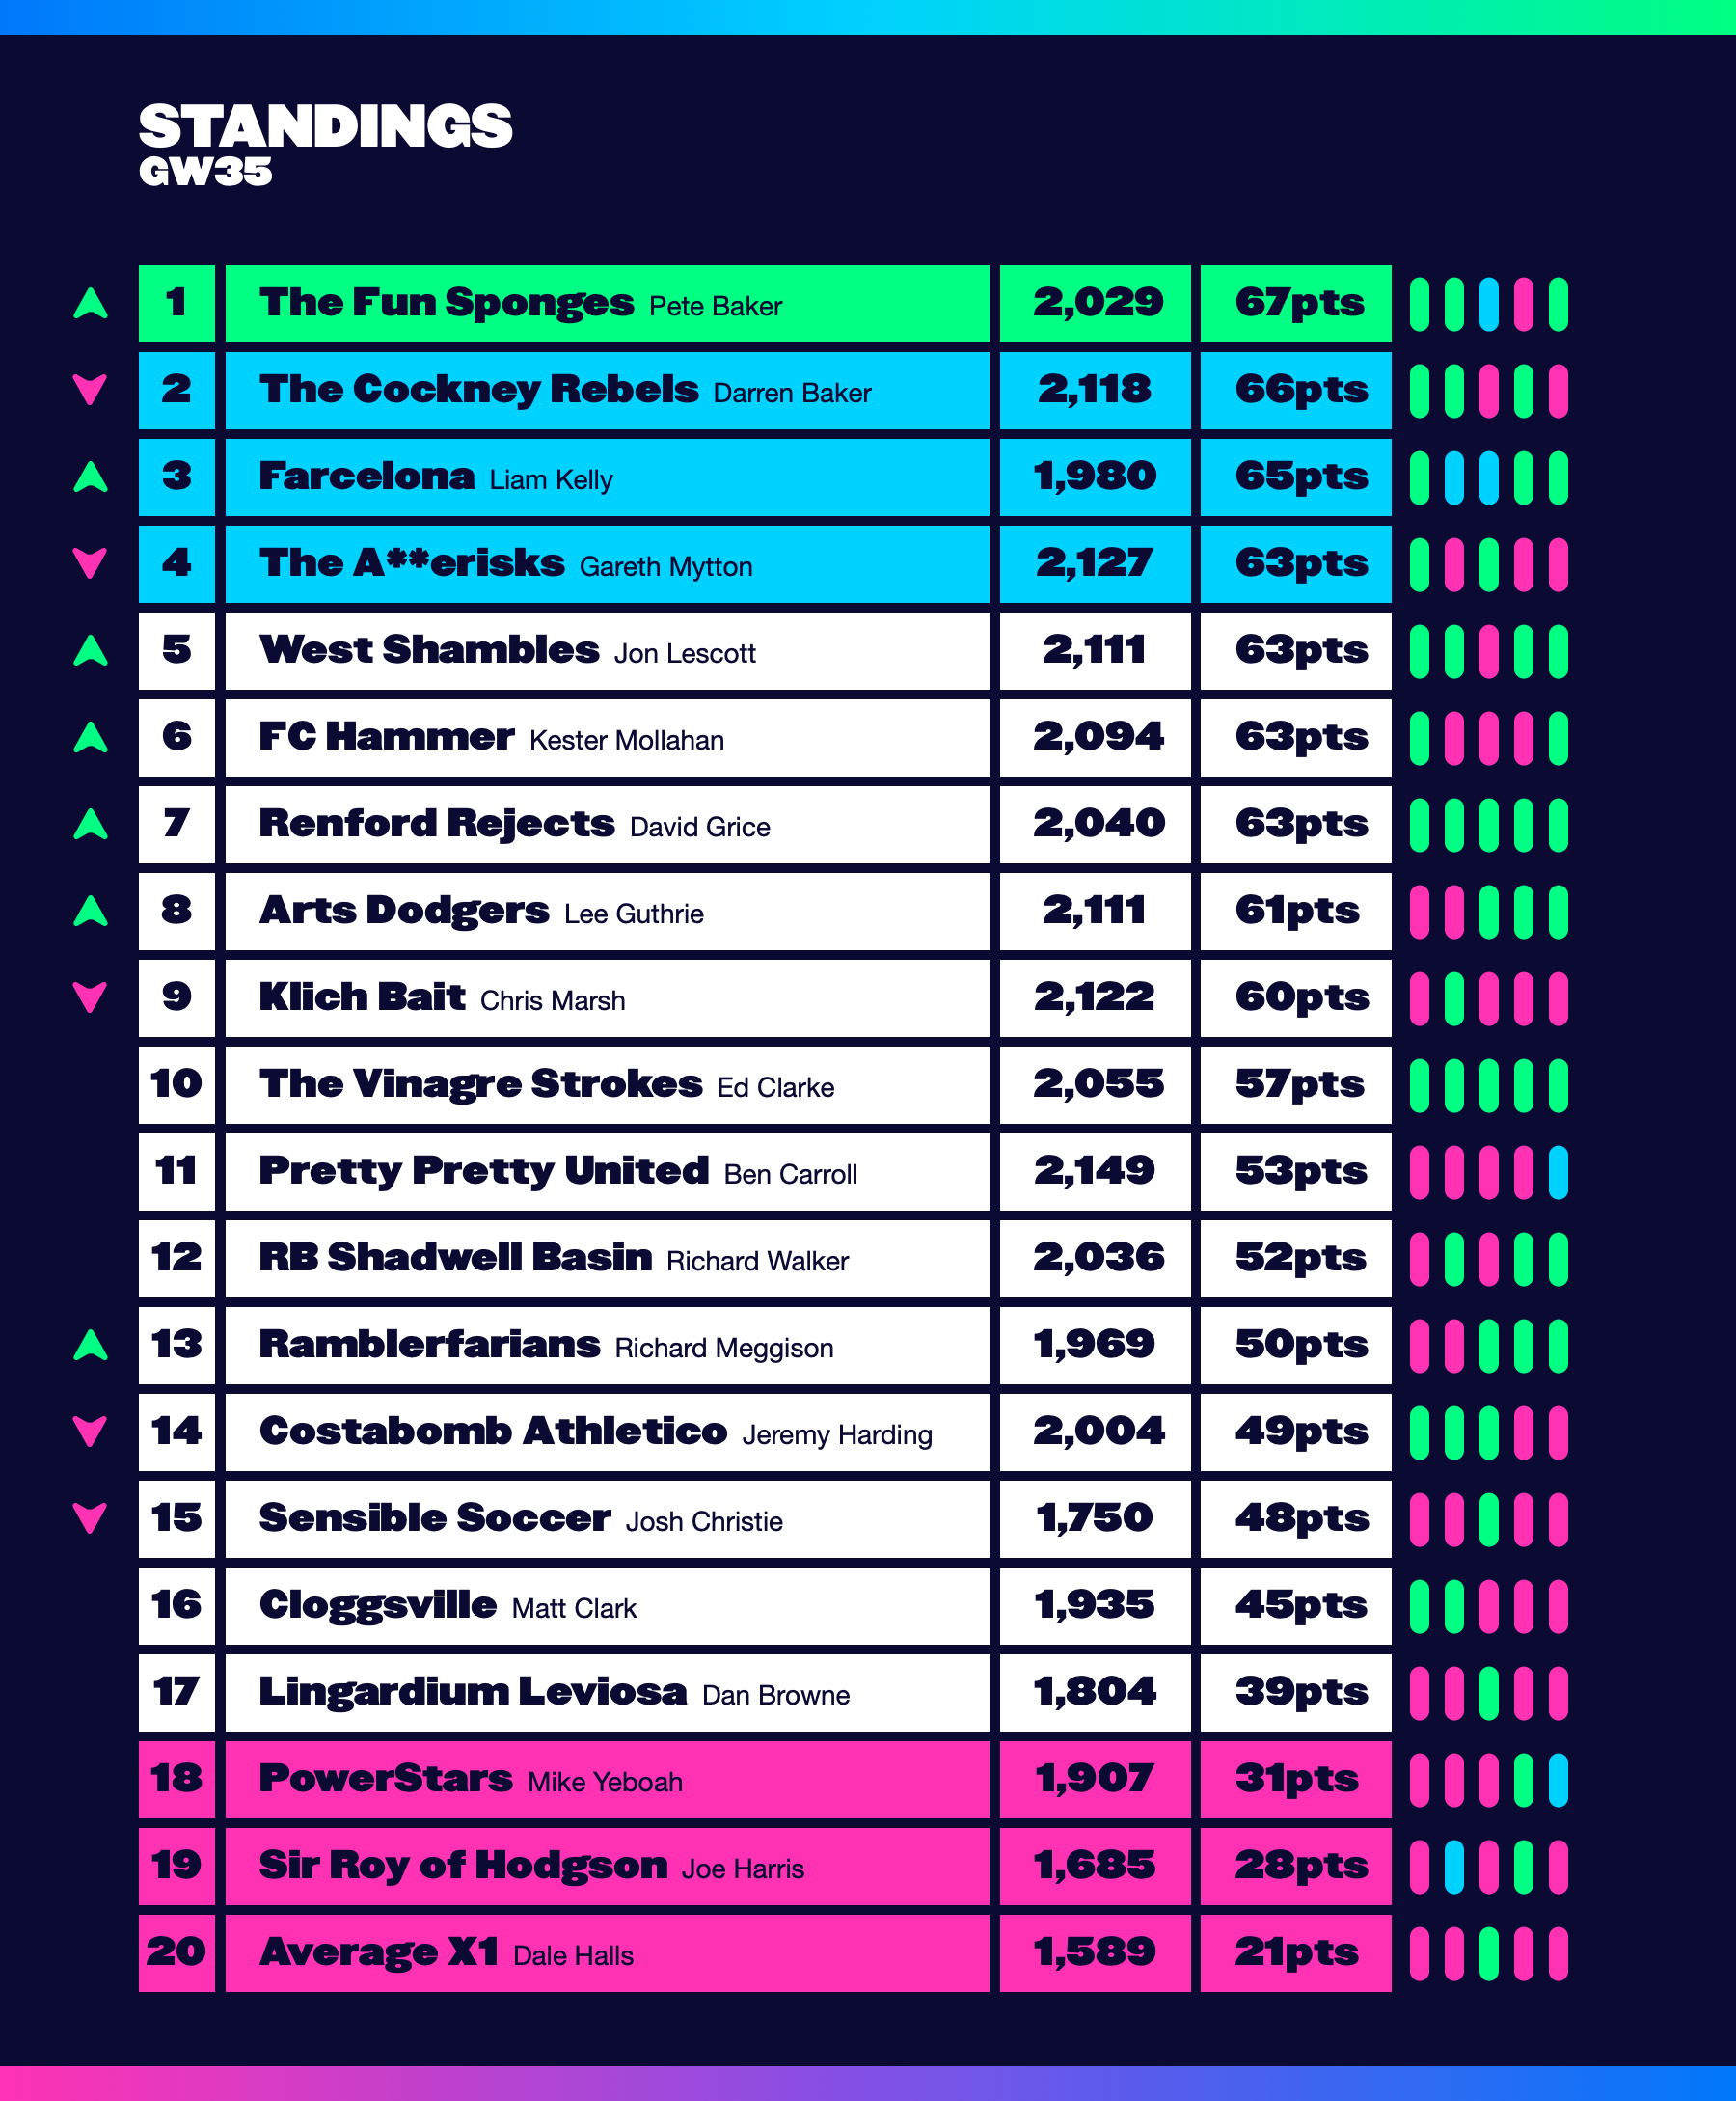 STANDINGS
GW35
1 The Fun Sponges Pete Baker 2,029 67pts
2 The Cockney Rebels Darren Baker 2,118 66pts
3 Farcelona Liam Kelly 1,980 65pts
4 The A**erisks Gareth Mytton 2,127 63pts
5 West Shambles Jon Lescott 2,111 63pts
6 FC Hammer Kester Mollahan 2,094 63pts
7 Renford Rejects David Grice 2,040 63pts
8 Arts Dodgers Lee Guthrie 2,111 61pts
9 Klich Bait Chris Marsh 2,122 60pts
10 The Vinagre Strokes Ed Clarke 2,055 57pts
11 Pretty Pretty United Ben Carroll 2,149 53pts
12 RB Shadwell Basin Richard Walker 2,036 52pts
13 Ramblerfarians Richard Meggison 1,969 50pts
14 Costabomb Athletico Jeremy Harding 2,004 49pts
15 Sensible Soccer Josh Christie 1,750 48pts
16 Cloggsville Matt Clark 1,935 45pts
17 Lingardium Leviosa Dan Browne 1,804 39pts
18 PowerStars Mike Yeboah 1,907 31pts
19 Sir Roy of Hodgson Joe Harris 1,685 28pts
20 Average X1 Dale Halls 1,589 21pts